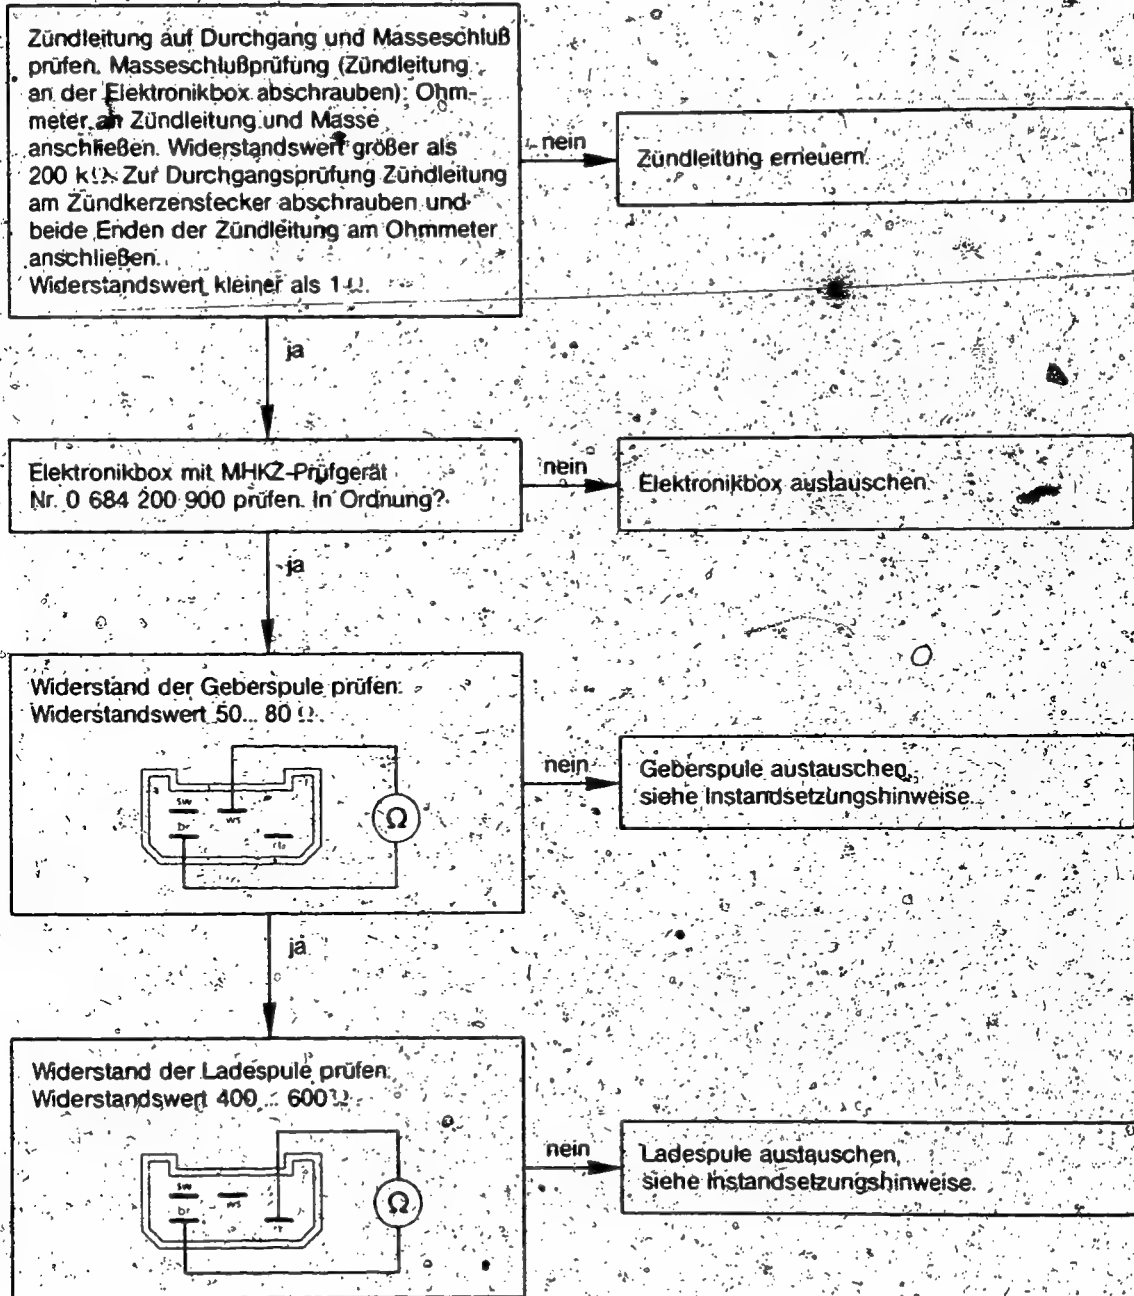 Zündleitung auf Durchgang und Masseschluß
prüfen. Masseschlußprüfung (Zündleitung
an der Elektronikbox abschrauben): Ohm-
meter an Zündleitung und Masse
anschließen. Widerstandswert größer als
200 kΩ. Zur Durchgangsprüfung Zündleitung
am Zündkerzenstecker abschrauben und
beide Enden der Zündleitung am Ohmmeter
anschließen.
Widerstandswert kleiner als 1 Ω.
nein
Zündleitung erneuern.
ja
Elektronikbox mit MHKZ-Prüfgerät
Nr. 0 684 200 900 prüfen. In Ordnung?
nein
Elektronikbox austauschen.
ja
Widerstand der Geberspule prüfen:
Widerstandswert 50... 80 Ω.
sw
ws
br
Ω
nein
Geberspule austauschen,
siehe Instandsetzungshinweise.
ja
Widerstand der Ladespule prüfen:
Widerstandswert 400 ... 600 Ω.
sw
ws
br
Ω
nein
Ladespule austauschen,
siehe Instandsetzungshinweise.